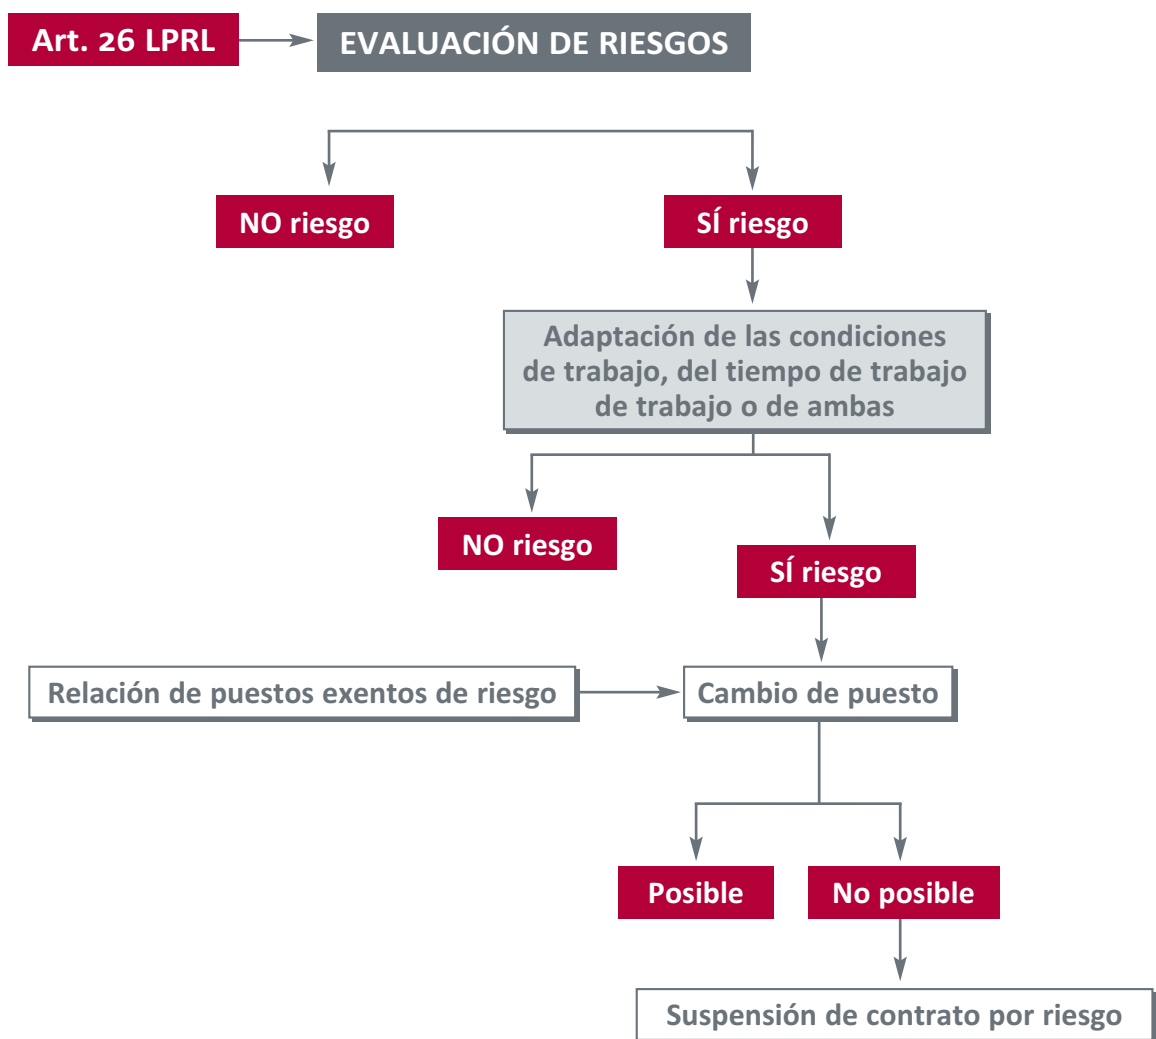 Art. 26 LPRL
EVALUACIÓN DE RIESGOS
NO riesgo
SÍ riesgo
Adaptación de las condiciones
de trabajo, del tiempo de trabajo
de trabajo o de ambas
NO riesgo
SÍ riesgo
Relación de puestos exentos de riesgo
Cambio de puesto
Posible
No posible
Suspensión de contrato por riesgo